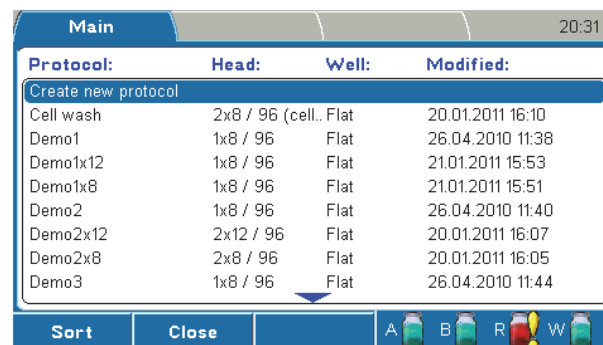 Main 20:31
Protocol: Head: Well: Modified:
Create new protocol
Cell wash 2x8 / 96 (cell.. Flat 20.01.2011 16:10
Demo1 1x8 / 96 Flat 26.04.2010 11:38
Demo1x12 1x8 / 96 Flat 21.01.2011 15:53
Demo1x8 1x8 / 96 Flat 21.01.2011 15:51
Demo2 1x8 / 96 Flat 26.04.2010 11:40
Demo2x12 2x12 / 96 Flat 20.01.2011 16:07
Demo2x8 2x8 / 96 Flat 20.01.2011 16:05
Demo3 1x8 / 96 Flat 26.04.2010 11:44
Sort Close A B R W